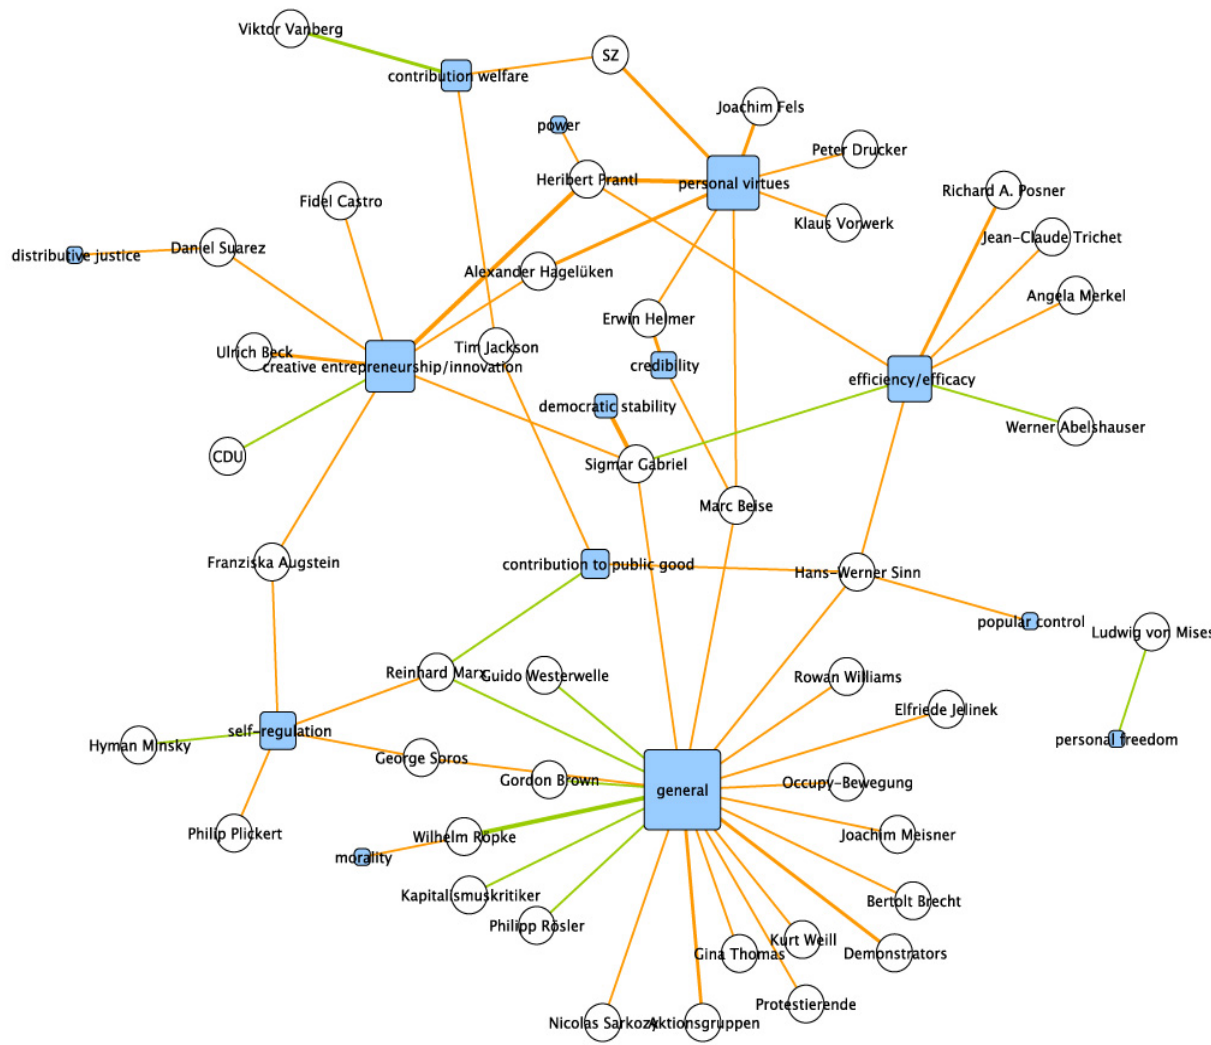 Viktor Vanberg
SZ
contribution welfare
Joachim Fels
power
Peter Drucker
Heribert Prantl
personal virtues
Richard A. Posner
Fidel Castro
Klaus Vorwerk
Jean-Claude Trichet
Daniel Suarez
distributive justice
Alexander Hagelüken
Angela Merkel
Erwin Helmer
Tim Jackson
Ulrich Beck
creative entrepreneurship/innovation
credibility
efficiency/efficacy
democratic stability
Werner Abelshauser
CDU
Sigmar Gabriel
Marc Beise
Franziska Augstein
contribution to public good
Hans-Werner Sinn
popular control
Ludwig von Mises
Reinhard Marx
Guido Westerwelle
Rowan Williams
Elfriede Jelinek
self-regulation
personal freedom
Hyman Minsky
George Soros
Gordon Brown
Occupy-Bewegung
general
Philip Plickert
Wilhelm Röpke
Joachim Meisner
morality
Kapitalismuskritiker
Bertolt Brecht
Philipp Rösler
Kurt Weill
Gina Thomas
Demonstrators
Protestierende
Nicolas Sarkozy
Aktionsgruppen